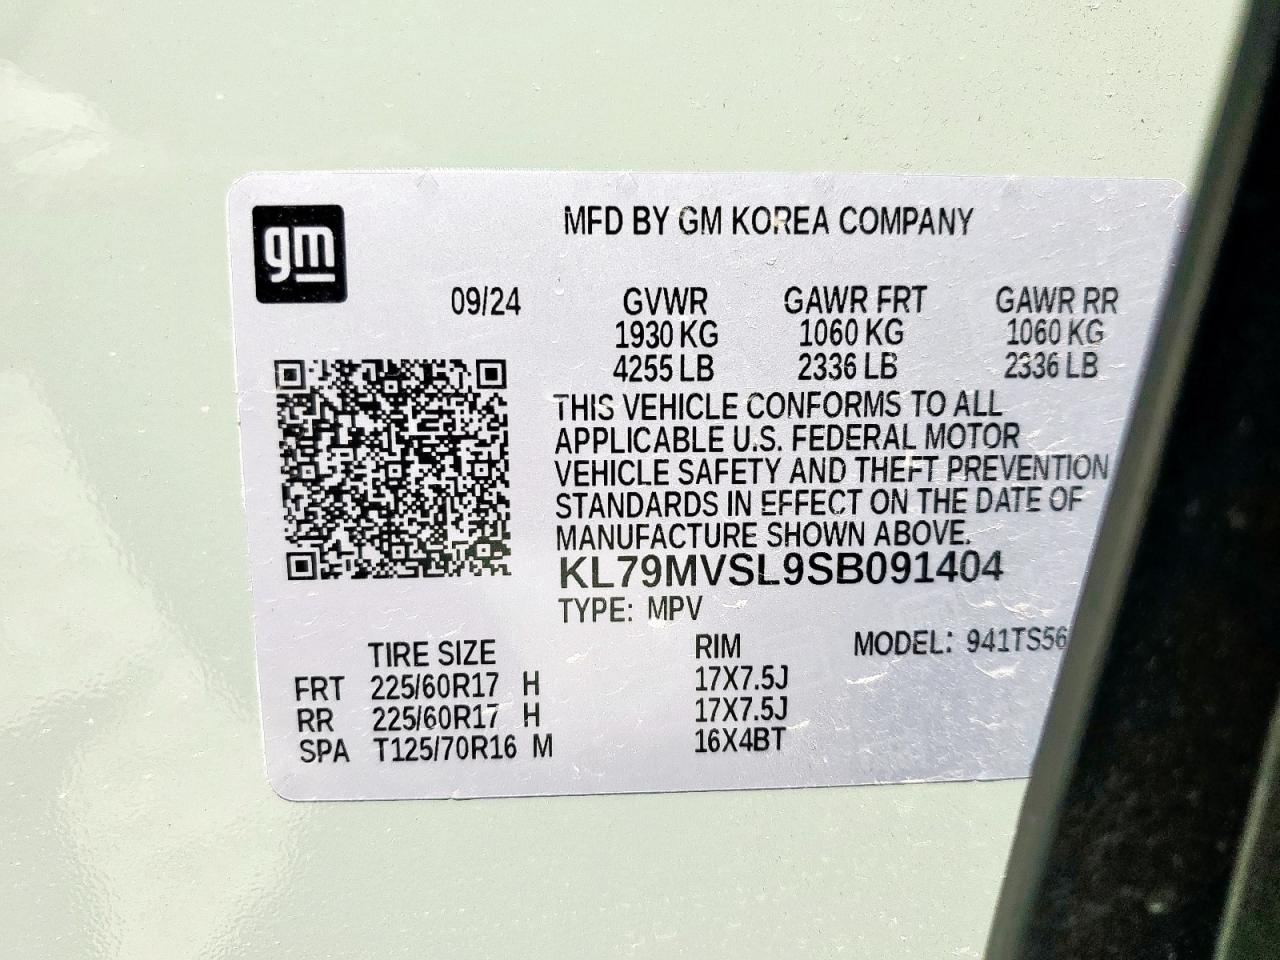 gm
MFD BY GM KOREA COMPANY
09/24 GVWR GAWR FRT GAWR RR
1930 KG 1060 KG 1060 KG
4255 LB 2336 LB 2336 LB
THIS VEHICLE CONFORMS TO ALL
APPLICABLE U.S. FEDERAL MOTOR
VEHICLE SAFETY AND THEFT PREVENTION
STANDARDS IN EFFECT ON THE DATE OF
MANUFACTURE SHOWN ABOVE.
KL79MVSL9SB091404
TYPE: MPV
TIRE SIZE RIM MODEL: 941TS56
FRT 225/60R17 H 17X7.5J
RR 225/60R17 H 17X7.5J
SPA T125/70R16 M 16X4BT